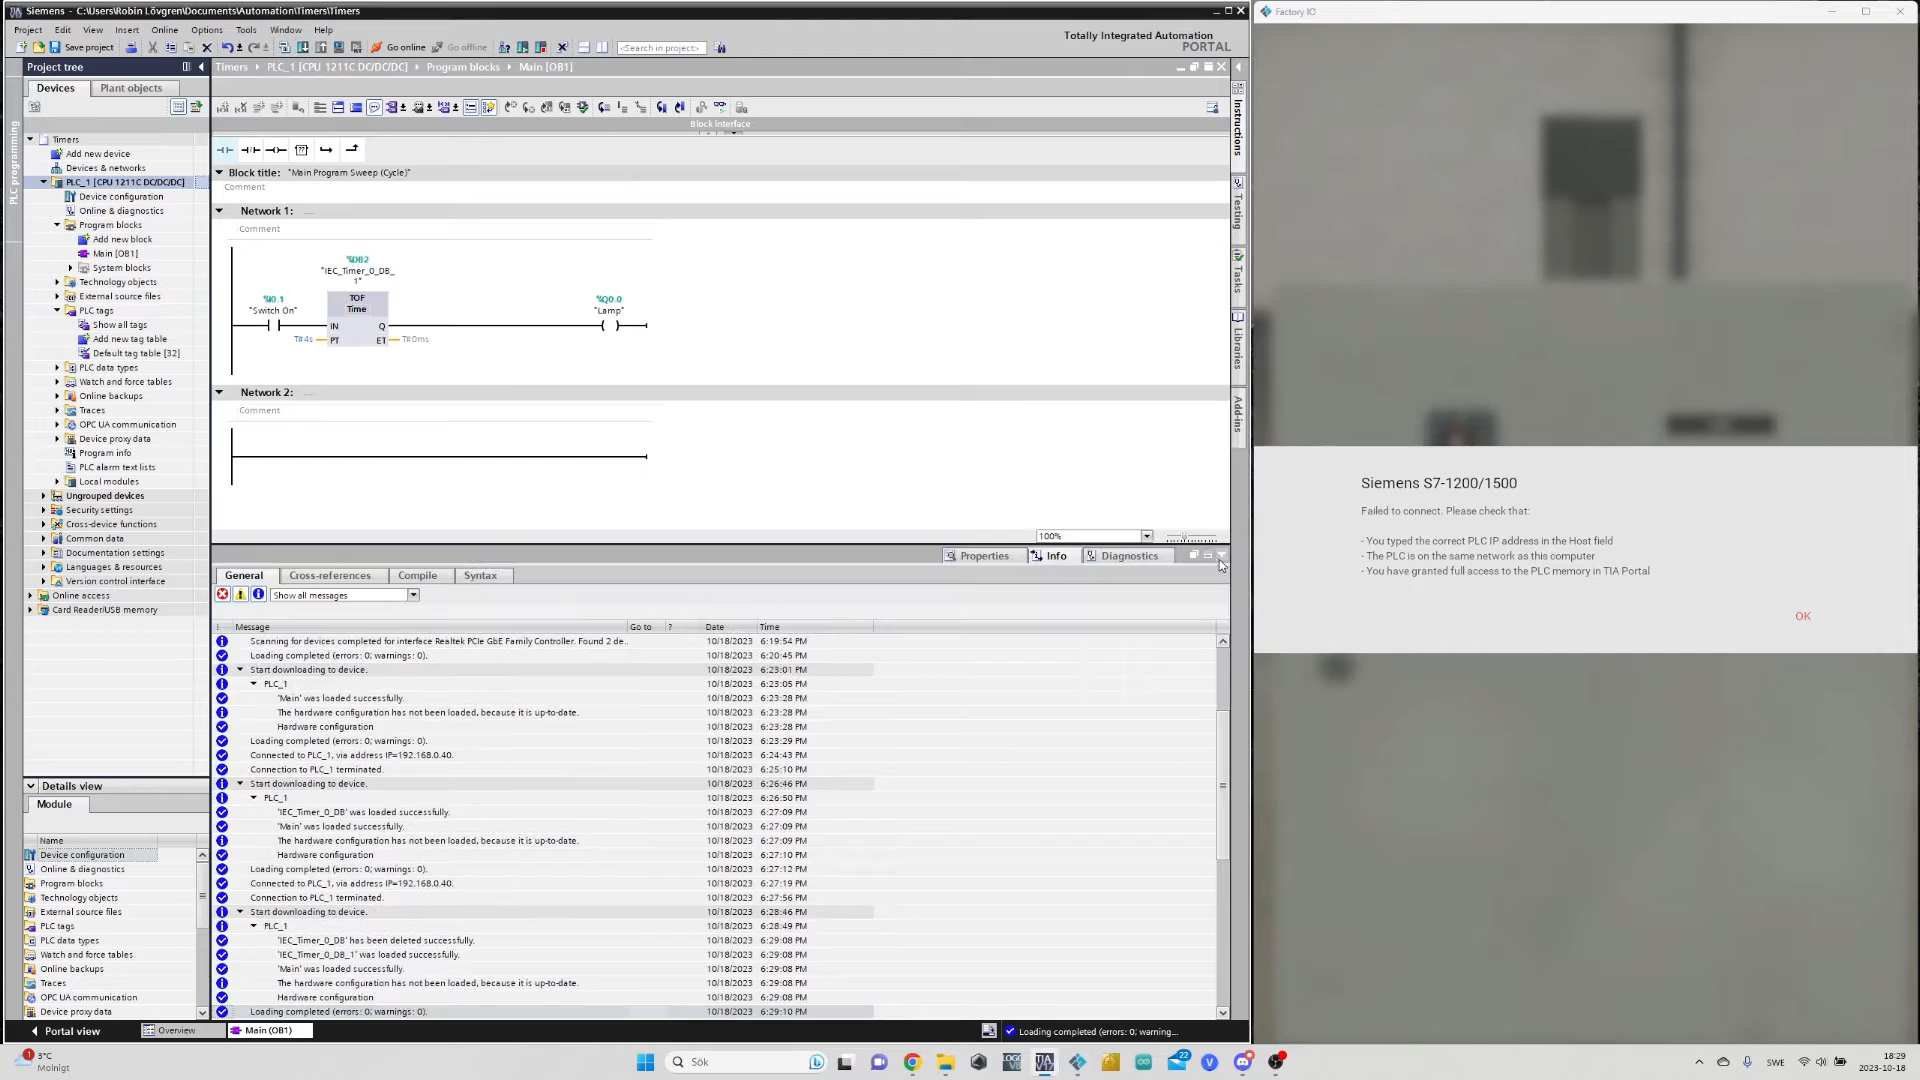 Siemens - C:\Users\Robin Lövgren\Documents\Automation\Timers\Timers
Project Edit View Insert Online Options Tools Window Help
Save project
Go online
Go offline
<Search in project>
Totally Integrated Automation
PORTAL
Project tree
Timers
PLC_1 [CPU 1211C DC/DC/DC]
Program blocks
Main [OB1]
Devices
Plant objects
PLC programming
Timers
Add new device
Devices & networks
PLC_1 [CPU 1211C DC/DC/DC]
Device configuration
Online & diagnostics
Program blocks
Add new block
Main [OB1]
System blocks
Technology objects
External source files
PLC tags
Show all tags
Add new tag table
Default tag table [32]
PLC data types
Watch and force tables
Online backups
Traces
OPC UA communication
Device proxy data
Program info
PLC alarm text lists
Local modules
Ungrouped devices
Security settings
Cross-device functions
Common data
Documentation settings
Languages & resources
Version control interface
Online access
Card Reader/USB memory
Details view
Module
Name
Device configuration
Online & diagnostics
Program blocks
Technology objects
External source files
PLC tags
PLC data types
Watch and force tables
Online backups
Traces
OPC UA communication
Device proxy data
Block interface
Block title: "Main Program Sweep (Cycle)"
Comment
Network 1: ......
Comment
%DB2
"IEC_Timer_0_DB_
1"
%I0.1
"Switch On"
TOF
Time
IN
Q
T#4s
PT
ET
T#0ms
%Q0.0
"Lamp"
Network 2: ......
Comment
100%
Instructions
Testing
Tasks
Libraries
Add-ins
Properties
Info
Diagnostics
General
Cross-references
Compile
Syntax
Show all messages
! Message Go to ? Date Time
Scanning for devices completed for interface Realtek PCIe GbE Family Controller. Found 2 de.. 10/18/2023 6:19:54 PM
Loading completed (errors: 0; warnings: 0). 10/18/2023 6:20:45 PM
Start downloading to device. 10/18/2023 6:23:01 PM
PLC_1 10/18/2023 6:23:05 PM
'Main' was loaded successfully. 10/18/2023 6:23:28 PM
The hardware configuration has not been loaded, because it is up-to-date. 10/18/2023 6:23:28 PM
Hardware configuration 10/18/2023 6:23:28 PM
Loading completed (errors: 0; warnings: 0). 10/18/2023 6:23:29 PM
Connected to PLC_1, via address IP=192.168.0.40. 10/18/2023 6:24:43 PM
Connection to PLC_1 terminated. 10/18/2023 6:25:10 PM
Start downloading to device. 10/18/2023 6:26:46 PM
PLC_1 10/18/2023 6:26:50 PM
'IEC_Timer_0_DB' was loaded successfully. 10/18/2023 6:27:09 PM
'Main' was loaded successfully. 10/18/2023 6:27:09 PM
The hardware configuration has not been loaded, because it is up-to-date. 10/18/2023 6:27:09 PM
Hardware configuration 10/18/2023 6:27:10 PM
Loading completed (errors: 0; warnings: 0). 10/18/2023 6:27:12 PM
Connected to PLC_1, via address IP=192.168.0.40. 10/18/2023 6:27:19 PM
Connection to PLC_1 terminated. 10/18/2023 6:27:56 PM
Start downloading to device. 10/18/2023 6:28:46 PM
PLC_1 10/18/2023 6:28:49 PM
'IEC_Timer_0_DB' has been deleted successfully. 10/18/2023 6:29:08 PM
'IEC_Timer_0_DB_1' was loaded successfully. 10/18/2023 6:29:08 PM
'Main' was loaded successfully. 10/18/2023 6:29:08 PM
The hardware configuration has not been loaded, because it is up-to-date. 10/18/2023 6:29:08 PM
Hardware configuration 10/18/2023 6:29:08 PM
Loading completed (errors: 0; warnings: 0). 10/18/2023 6:29:10 PM
Portal view
Overview
Main (OB1)
Loading completed (errors: 0; warning...
Factory IO
Siemens S7-1200/1500
Failed to connect. Please check that:
- You typed the correct PLC IP address in the Host field
- The PLC is on the same network as this computer
- You have granted full access to the PLC memory in TIA Portal
OK
1
3°C
Molnigt
Sök
22
SWE
18:29
2023-10-18